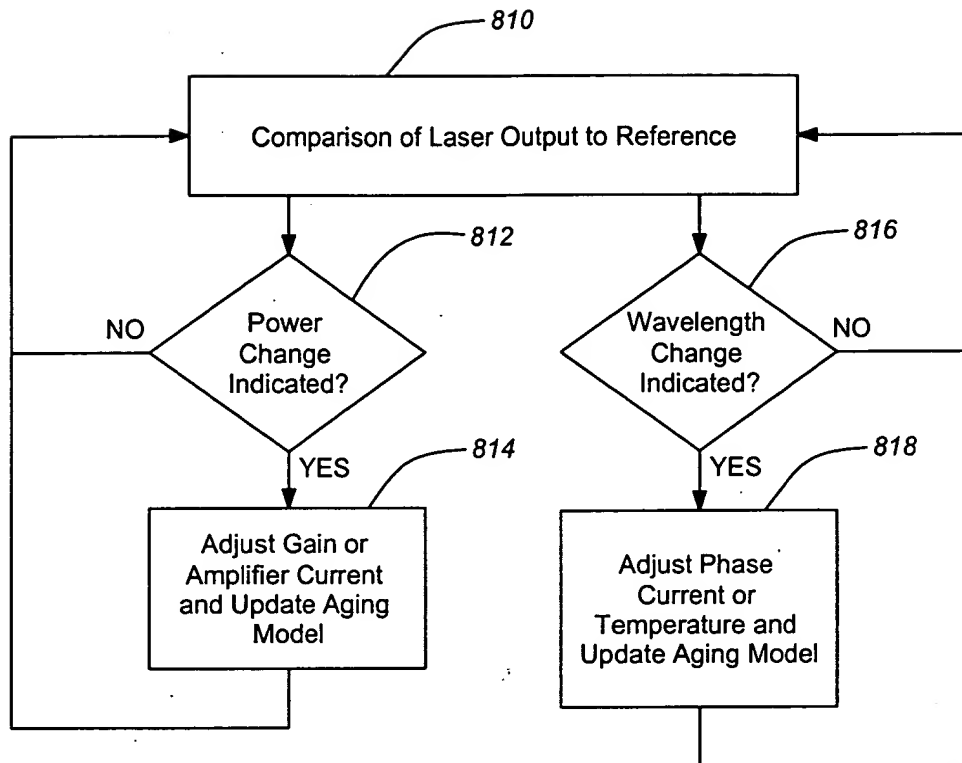 810
Comparison of Laser Output to Reference
812
Power
Change
Indicated?
NO
YES
816
Wavelength
Change
Indicated?
NO
YES
814
Adjust Gain or
Amplifier Current
and Update Aging
Model
818
Adjust Phase
Current or
Temperature and
Update Aging Model